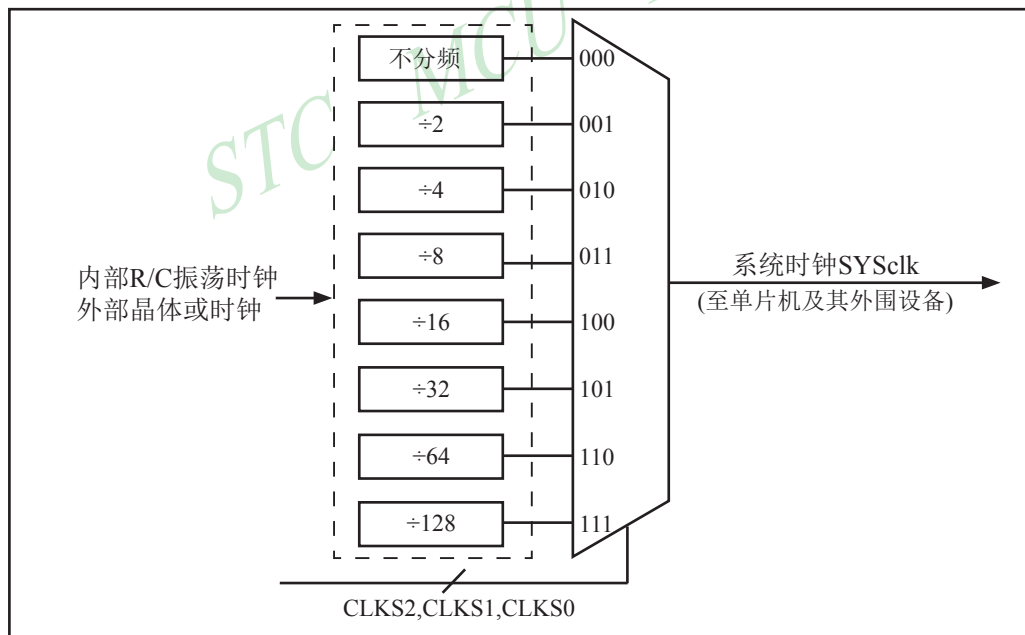 STC MCU
不分频
000
÷2
001
÷4
010
÷8
011
÷16
100
÷32
101
÷64
110
÷128
111
内部R/C振荡时钟
外部晶体或时钟
系统时钟SYSclk
(至单片机及其外围设备)
CLKS2,CLKS1,CLKS0